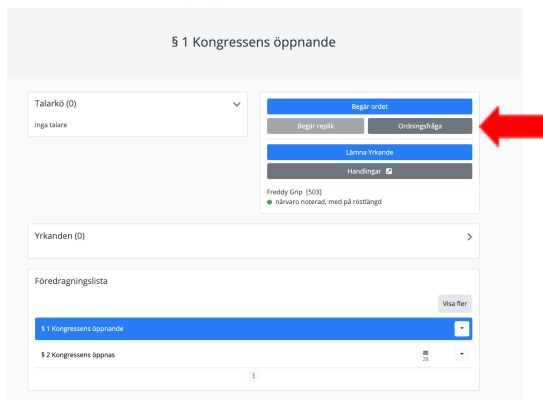 § 1 Kongressens öppnande
Talarkö (0)
Inga talare
Begär ordet
Begär replik
Ordningsfråga
Lämna Yrkande
Handlingar
Freddy Grip [503]
närvaro noterad, med på röstlängd
Yrkanden (0)
Föredragningslista
Visa fler
§ 1 Kongressens öppnande
§ 2 Kongressen öppnas
28